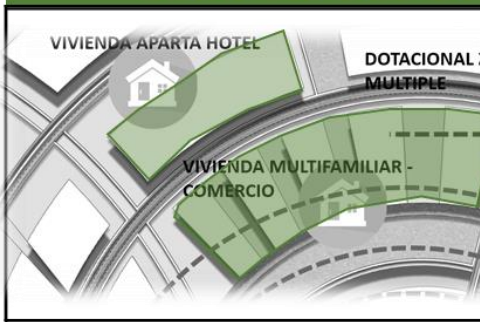 VIVIENDA APARTA HOTEL
DOTACIONAL
MULTIPLE
VIVIENDA MULTIFAMILIAR -
COMERCIO